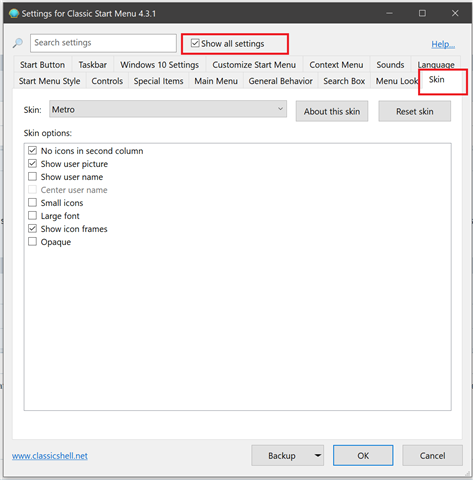 Settings for Classic Start Menu 4.3.1
Search settings
Show all settings
Help...
Start Button Taskbar Windows 10 Settings Customize Start Menu Context Menu Sounds Language
Start Menu Style Controls Special Items Main Menu General Behavior Search Box Menu Look Skin
Skin: Metro About this skin Reset skin
Skin options:
No icons in second column
Show user picture
Show user name
Center user name
Small icons
Large font
Show icon frames
Opaque
www.classicshell.net Backup OK Cancel